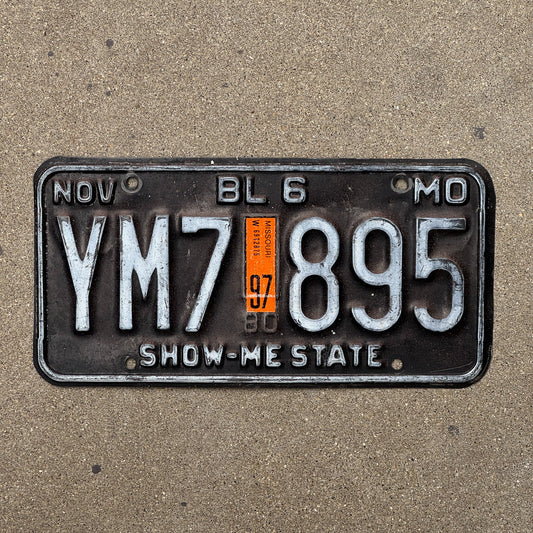 NOV BL 6 MO
YM7 895
MISSOURI
97
80
SHOW-ME STATE